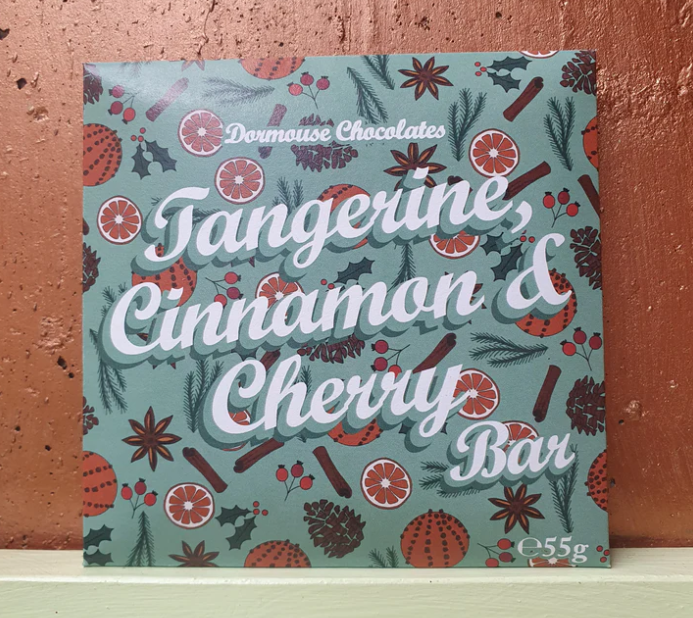 Dormouse Chocolates
Tangerine,
Cinnamon &
Cherry
Bar
℮55g